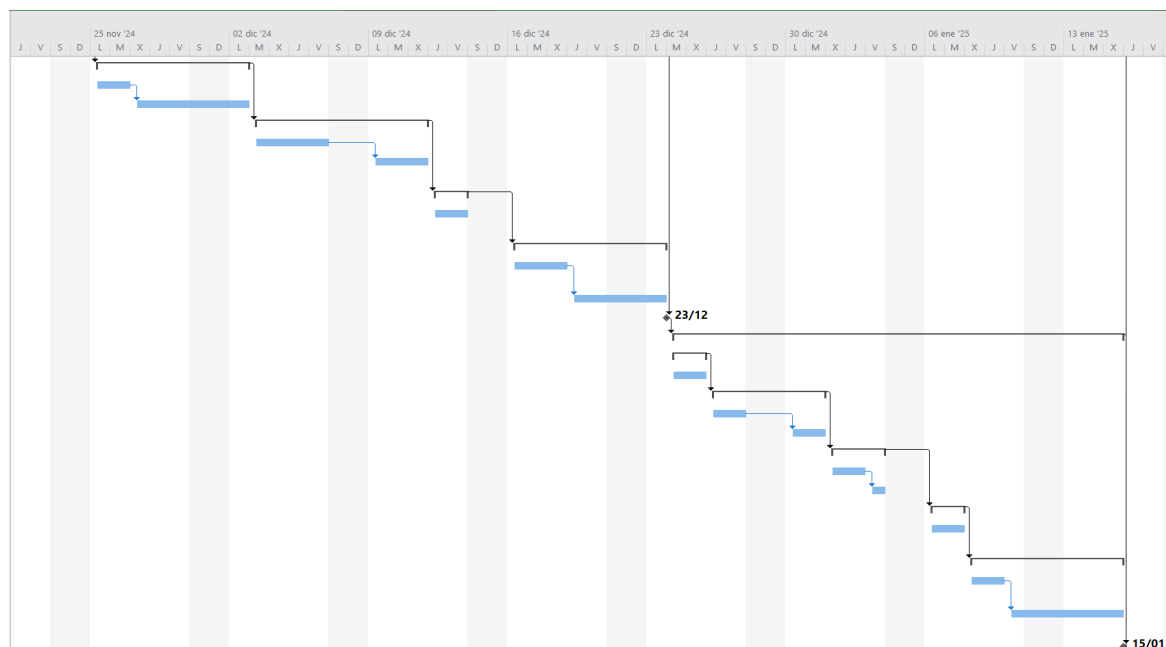 25 nov '24 02 dic '24 09 dic '24 16 dic '24 23 dic '24 30 dic '24 06 ene '25 13 ene '25
J V S D L M X J V S D L M X J V S D L M X J V S D L M X J V S D L M X J V S D L M X J V S D L M X J V S D L M X J V
23/12
15/01